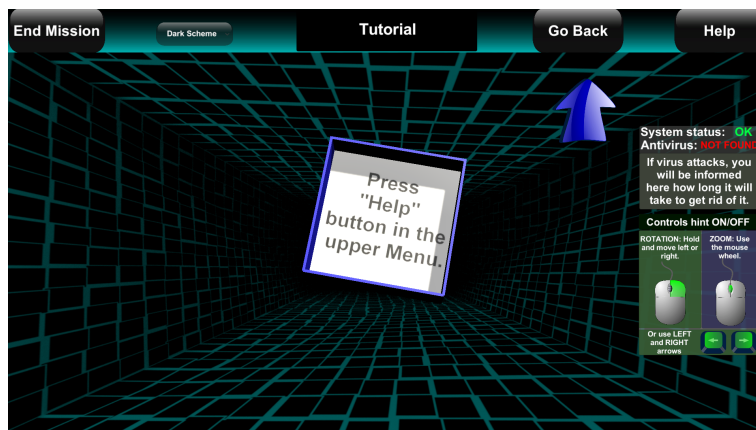 End Mission
Dark Scheme
Tutorial
Go Back
Help
Press
"Help"
button in the
upper Menu.
System status: OK
Antivirus: NOT FOUND
If virus attacks, you
will be informed
here how long it will
take to get rid of it.
Controls hint ON/OFF
ROTATION: Hold
and move left or
right.
ZOOM: Use
the mouse
wheel.
Or use LEFT
and RIGHT
arrows